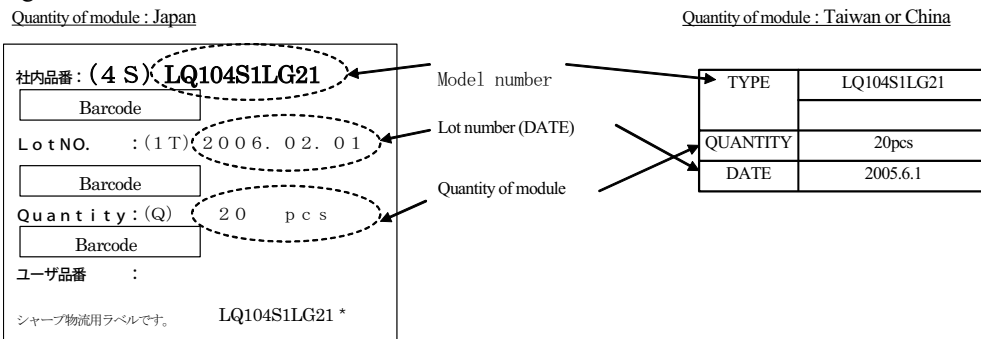 Quantity of module : Japan
Quantity of module : Taiwan or China
社内品番：(４Ｓ) LQ104S1LG21
Barcode
ＬｏｔNO. ：(１Ｔ) ２００６．０２．０１
Barcode
Ｑｕａｎｔｉｔｙ：(Ｑ) ２０ ｐｃｓ
Barcode
ユーザ品番 ：
シャープ物流用ラベルです。 LQ104S1LG21 *
Model number
Lot number (DATE)
Quantity of module
TYPE LQ104S1LG21
QUANTITY 20pcs
DATE 2005.6.1